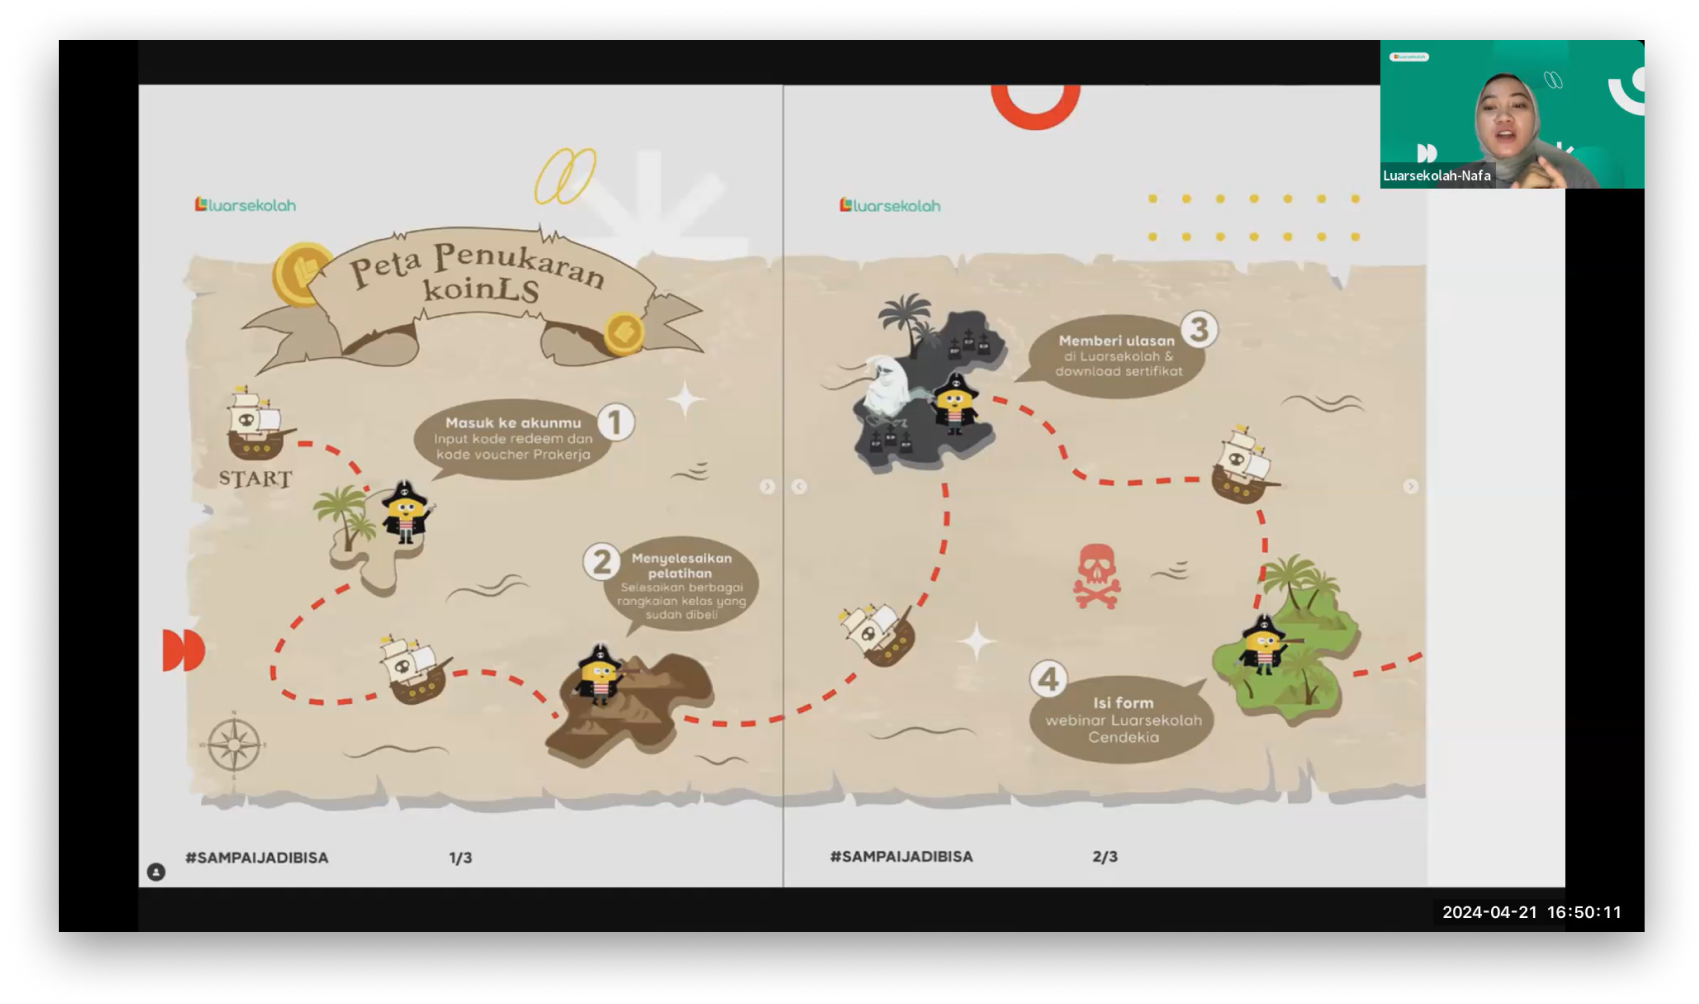 luarsekolah
Peta Penukaran
koinLS
START
1
Masuk ke akunmu
Input kode redeem dan
kode voucher Prakerja
2
Menyelesaikan
pelatihan
Selesaikan berbagai
rangkaian kelas yang
sudah dibeli
#SAMPAIJADIBISA
1/3
luarsekolah
3
Memberi ulasan
di Luarsekolah &
download sertifikat
4
Isi form
webinar Luarsekolah
Cendekia
#SAMPAIJADIBISA
2/3
luarsekolah
Luarsekolah-Nafa
2024-04-21 16:50:11